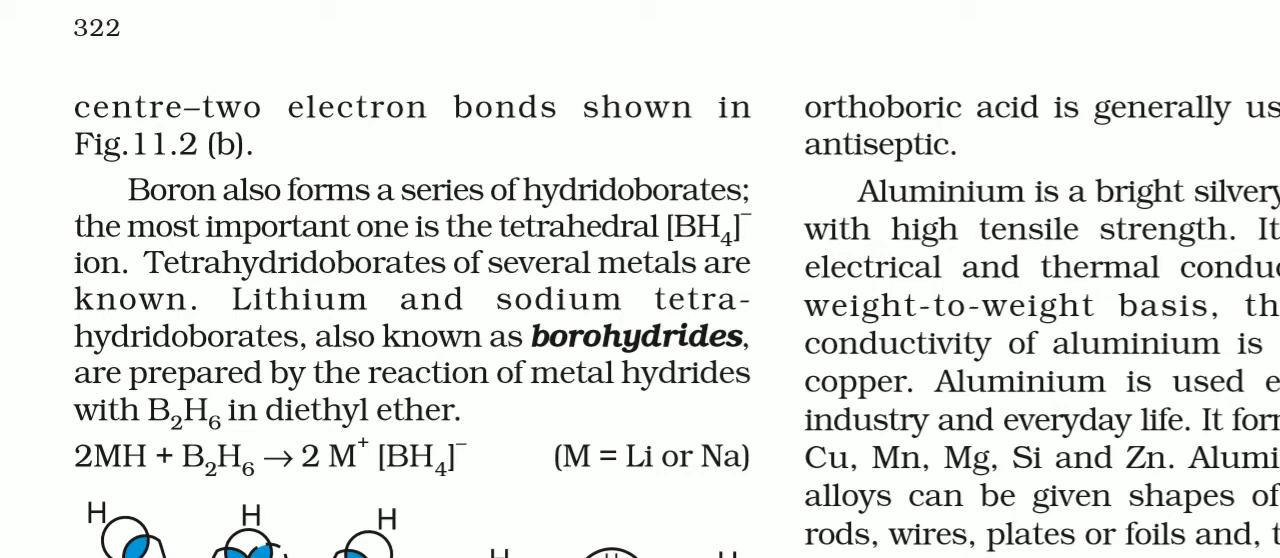 322
centre–two electron bonds shown in
Fig.11.2 (b).
Boron also forms a series of hydridoborates;
the most important one is the tetrahedral [BH₄]⁻
ion. Tetrahydridoborates of several metals are
known. Lithium and sodium tetra-
hydridoborates, also known as borohydrides,
are prepared by the reaction of metal hydrides
with B₂H₆ in diethyl ether.
2MH + B₂H₆ → 2 M⁺ [BH₄]⁻ (M = Li or Na)
H H H
orthoboric acid is generally
antiseptic.
Aluminium is a bright silvery
with high tensile strength. It
electrical and thermal
weight-to-weight basis,
conductivity of aluminium is
copper. Aluminium is used
industry and everyday life. It
Cu, Mn, Mg, Si and Zn.
alloys can be given shapes of
rods, wires, plates or foils and,